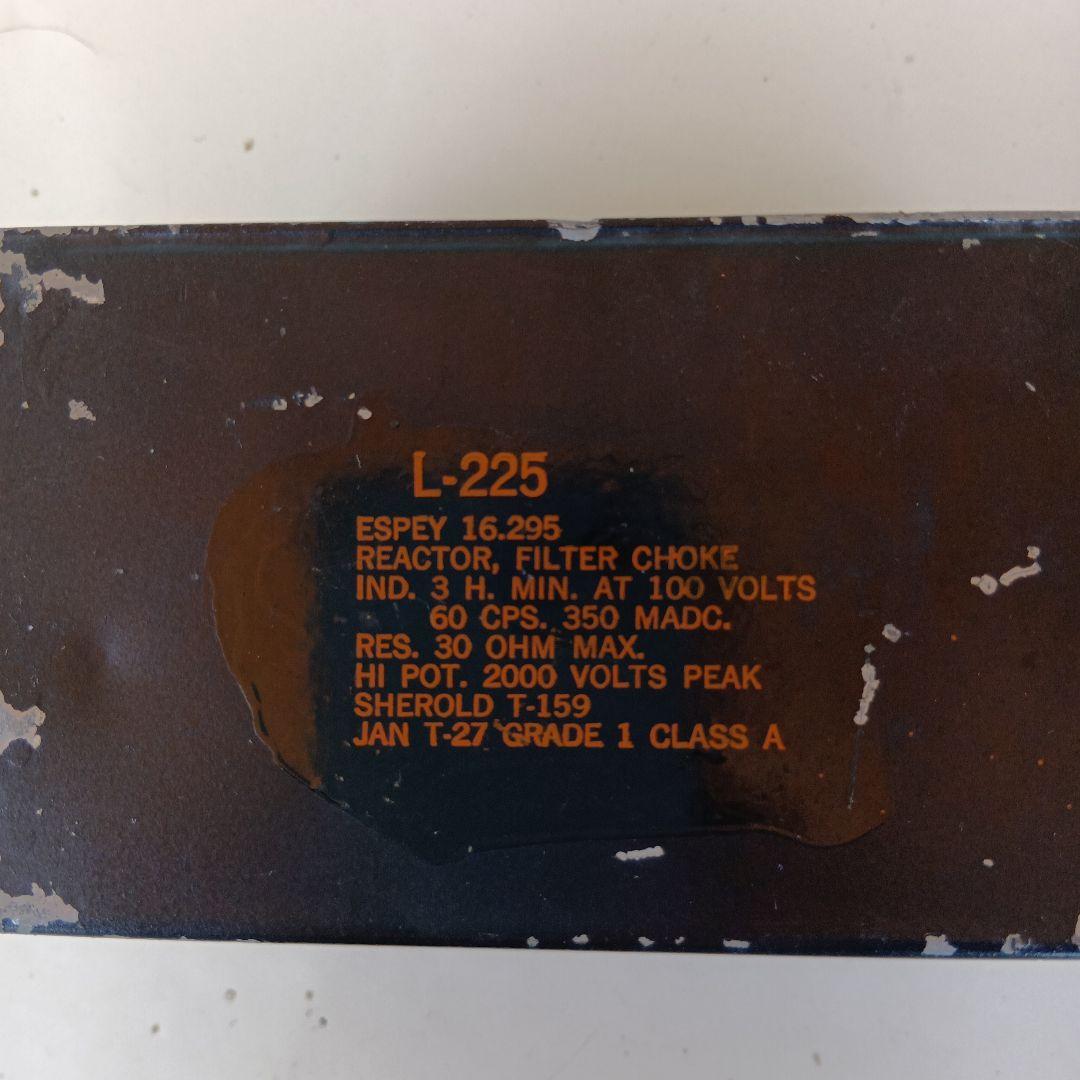 L-225
ESPEY 16.295
REACTOR, FILTER CHOKE
IND. 3 H. MIN. AT 100 VOLTS
60 CPS. 350 MADC.
RES. 30 OHM MAX.
HI POT. 2000 VOLTS PEAK
SHEROLD T-159
JAN T-27 GRADE 1 CLASS A